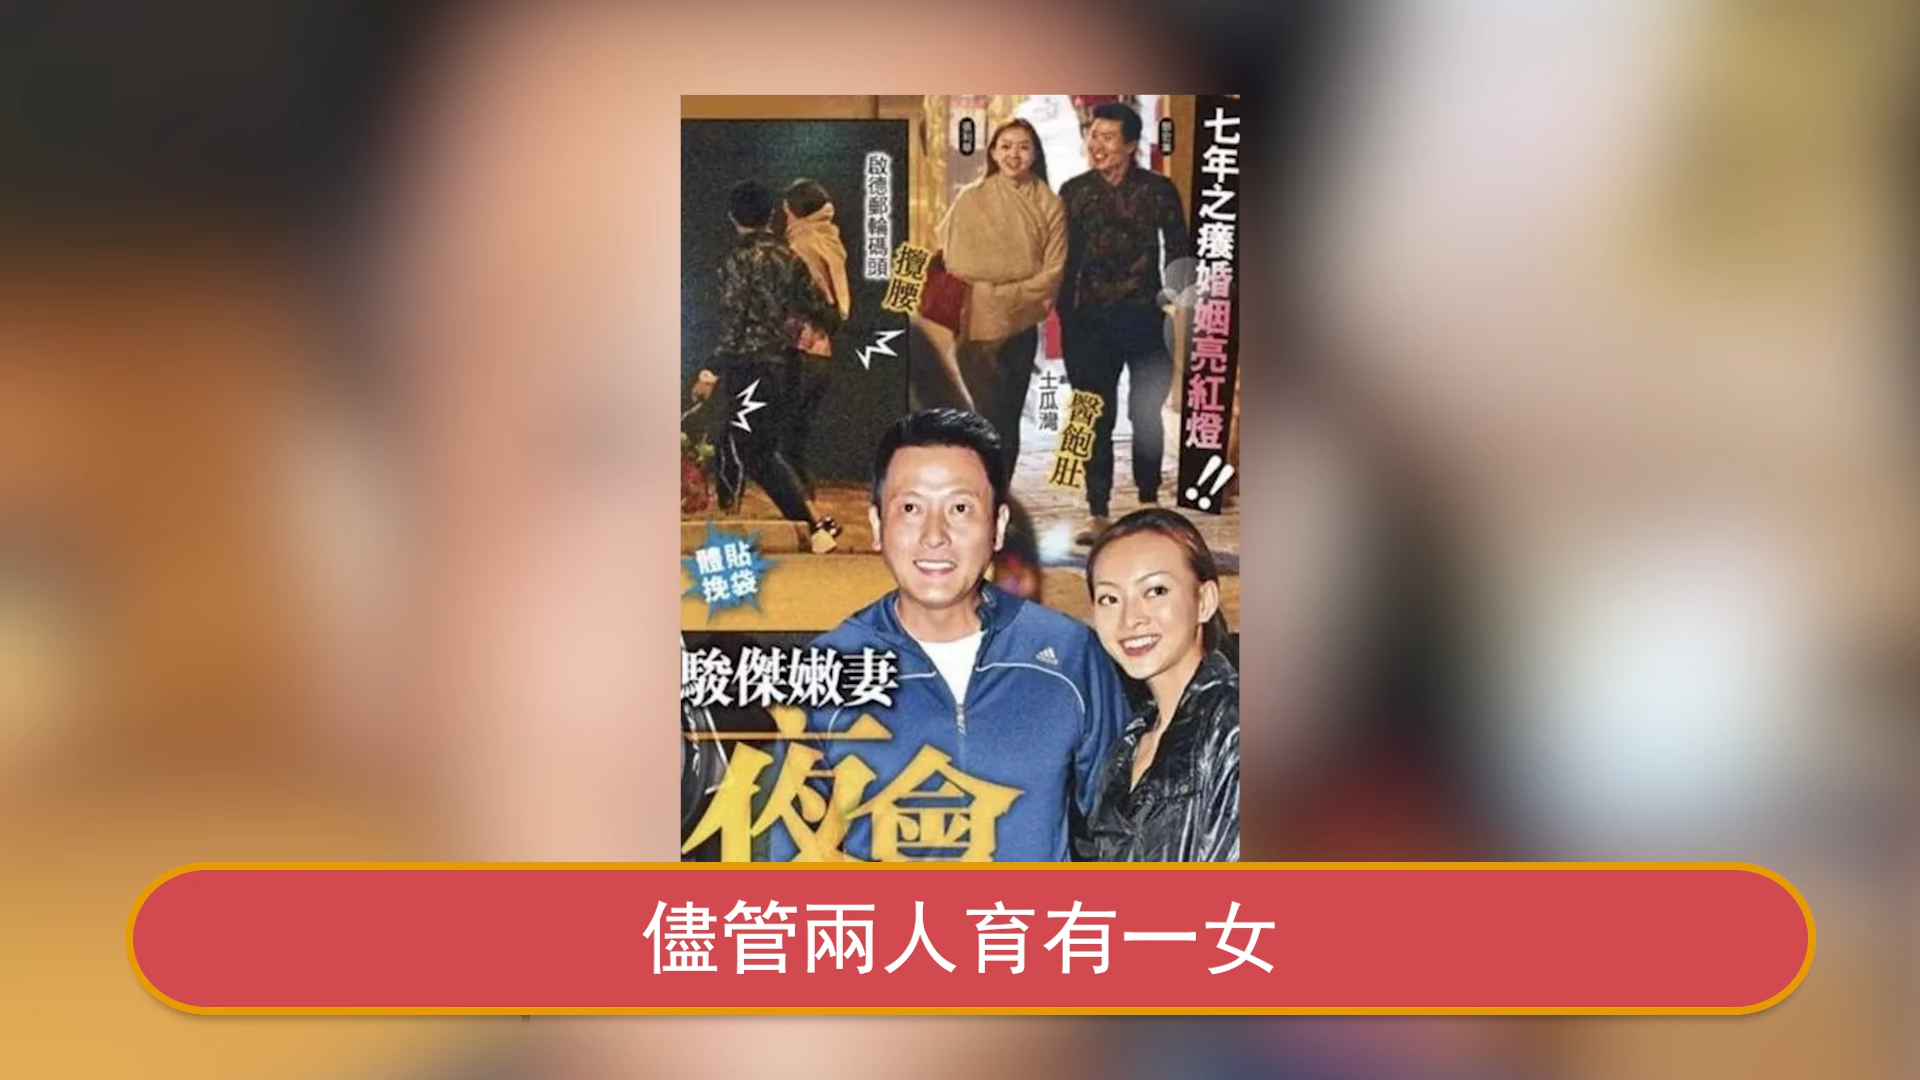 七年之癢婚姻亮紅燈!!
啟德郵輪碼頭
攬腰
土瓜灣
醫飽肚
體貼
挽袋
駿傑嫩妻
夜會
儘管兩人育有一女